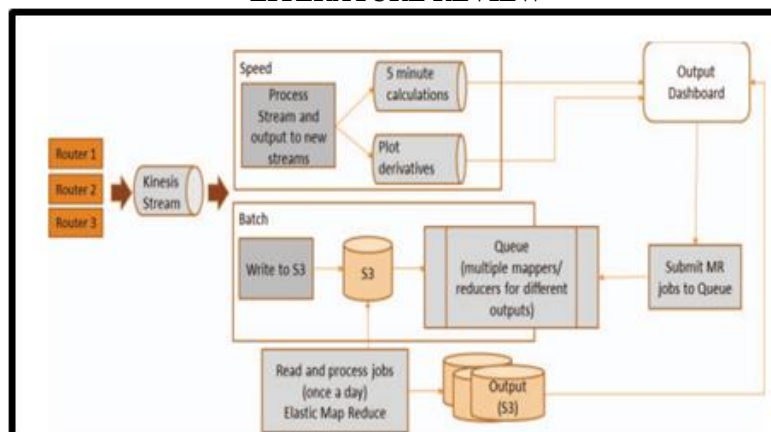 LITERATURE REVIEW
Speed
Process
Stream and
output to new
streams
5 minute
calculations
Plot
derivatives
Output
Dashboard
Router 1
Router 2
Router 3
Kinesis
Stream
Batch
Write to S3
S3
Queue
(multiple mappers/
reducers for different
outputs)
Submit MR
jobs to Queue
Read and process jobs
(once a day)
Elastic Map Reduce
Output
(S3)